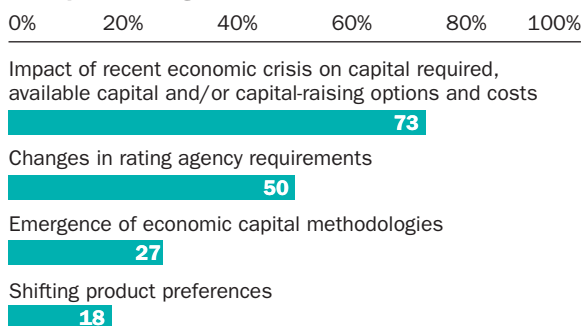 0% 20% 40% 60% 80% 100%
Impact of recent economic crisis on capital required,
available capital and/or capital-raising options and costs
73
Changes in rating agency requirements
50
Emergence of economic capital methodologies
27
Shifting product preferences
18